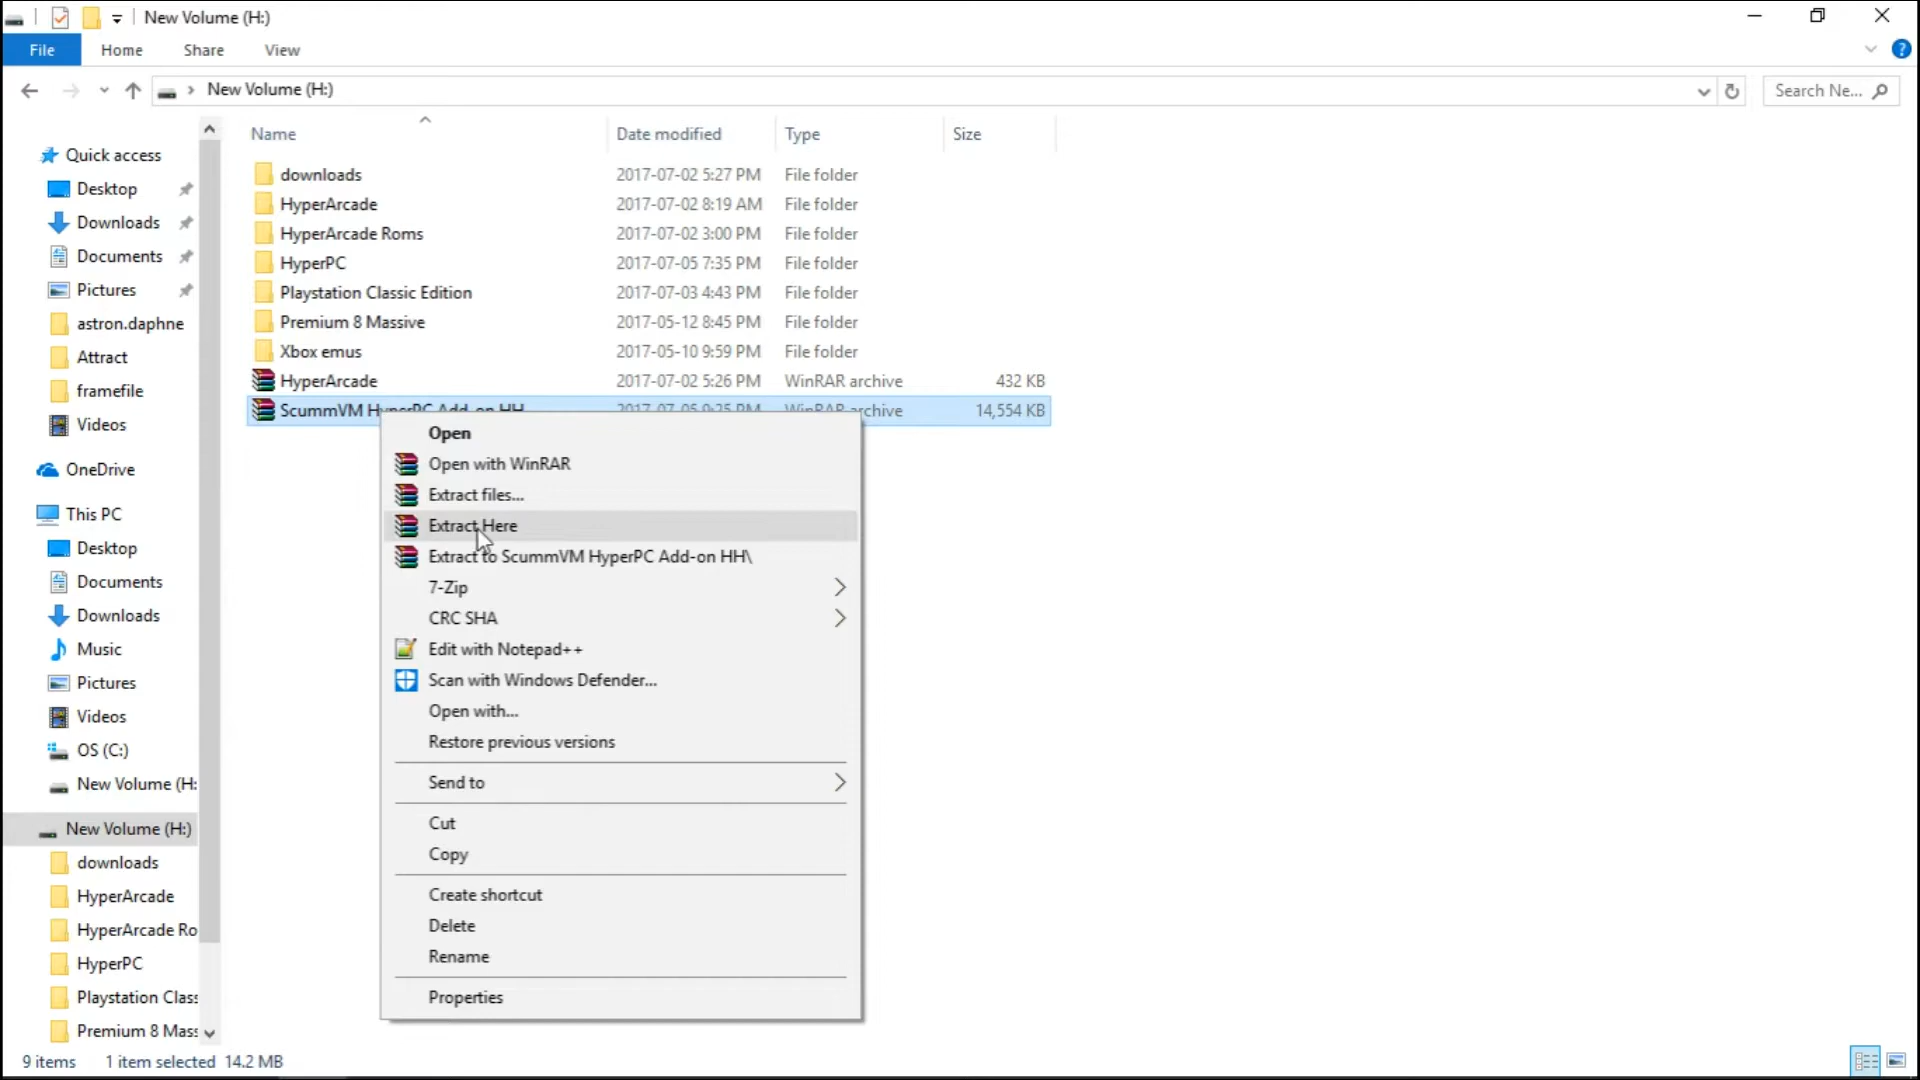 New Volume (H:)
File Home Share View
New Volume (H:)
Search Ne...
Name Date modified Type Size
Quick access
Desktop
Downloads
Documents
Pictures
astron.daphne
Attract
framefile
Videos
OneDrive
This PC
Desktop
Documents
Downloads
Music
Pictures
Videos
OS (C:)
New Volume (H:
New Volume (H:)
downloads
HyperArcade
HyperArcade Ro
HyperPC
Playstation Class
Premium 8 Mass
downloads 2017-07-02 5:27 PM File folder
HyperArcade 2017-07-02 8:19 AM File folder
HyperArcade Roms 2017-07-02 3:00 PM File folder
HyperPC 2017-07-05 7:35 PM File folder
Playstation Classic Edition 2017-07-03 4:43 PM File folder
Premium 8 Massive 2017-05-12 8:45 PM File folder
Xbox emus 2017-05-10 9:59 PM File folder
HyperArcade 2017-07-02 5:26 PM WinRAR archive 432 KB
ScummVM HyperPC Add-on HH 2017-07-05 9:25 PM WinRAR archive 14,554 KB
Open
Open with WinRAR
Extract files...
Extract Here
Extract to ScummVM HyperPC Add-on HH\
7-Zip
CRC SHA
Edit with Notepad++
Scan with Windows Defender...
Open with...
Restore previous versions
Send to
Cut
Copy
Create shortcut
Delete
Rename
Properties
9 items 1 item selected 14.2 MB